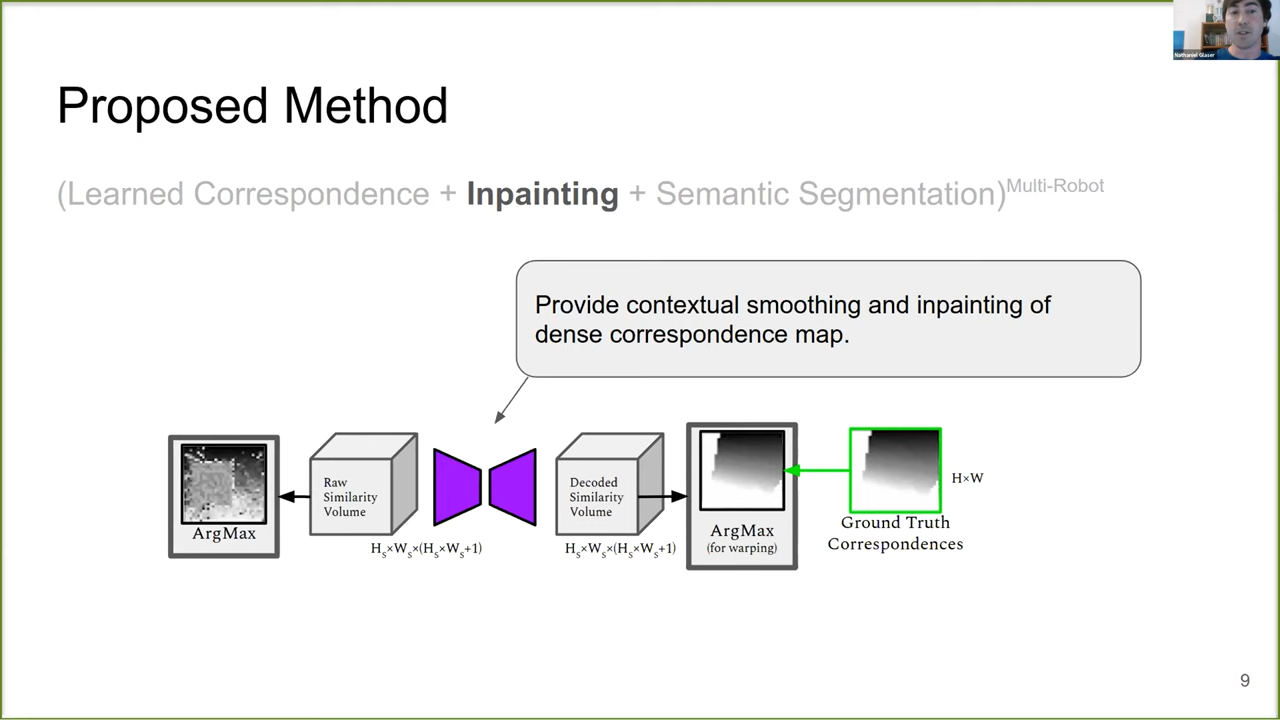 Nathaniel Glaser
Proposed Method
(Learned Correspondence + Inpainting + Semantic Segmentation)Multi-Robot
Provide contextual smoothing and inpainting of
dense correspondence map.
ArgMax
Raw
Similarity
Volume
HS×WS×(HS×WS+1)
Decoded
Similarity
Volume
HS×WS×(HS×WS+1)
ArgMax
(for warping)
H×W
Ground Truth
Correspondences
9